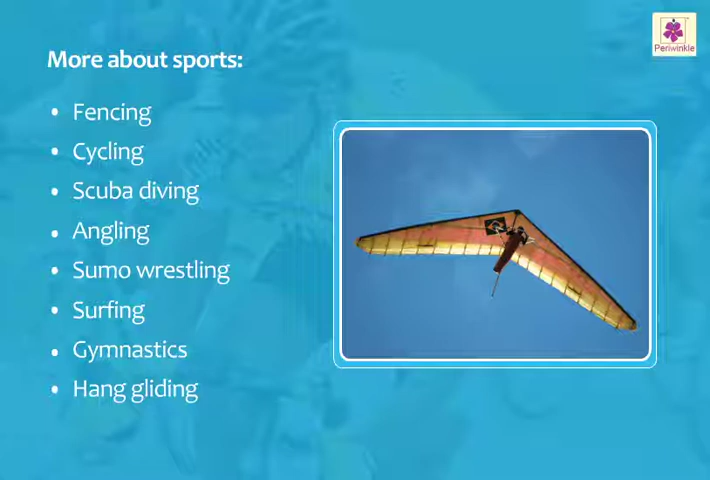 Periwinkle
More about sports:
• Fencing
• Cycling
• Scuba diving
• Angling
• Sumo wrestling
• Surfing
• Gymnastics
• Hang gliding